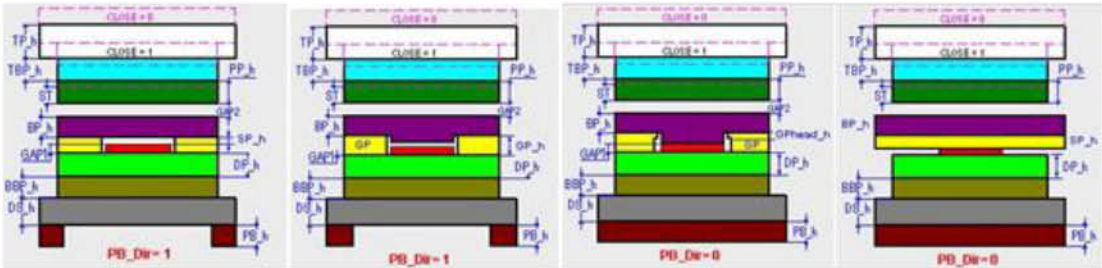 CLOSE = 0
TP_h
CLOSE = 1
TBP_h
PP_h
ST
GAP2
BP_h
SP_h
GAP1
DP_h
BBP_h
DS_h
PB_h
PB_Dir= 1
CLOSE = 0
TP_h
CLOSE = 1
TBP_h
PP_h
ST
GAP2
BP_h
GP
GP_h
GAP1
DP_h
BBP_h
DS_h
PB_h
PB_Dir= 1
CLOSE = 0
TP_h
CLOSE = 1
TBP_h
PP_h
ST
GAP2
BP_h
GPhead_h
GP
GAP1
DP_h
BBP_h
DS_h
PB_h
PB_Dir= 0
CLOSE = 0
TP_h
CLOSE = 1
TBP_h
PP_h
ST
GAP2
BP_h
SP_h
DP_h
BBP_h
DS_h
PB_h
PB_Dir= 0